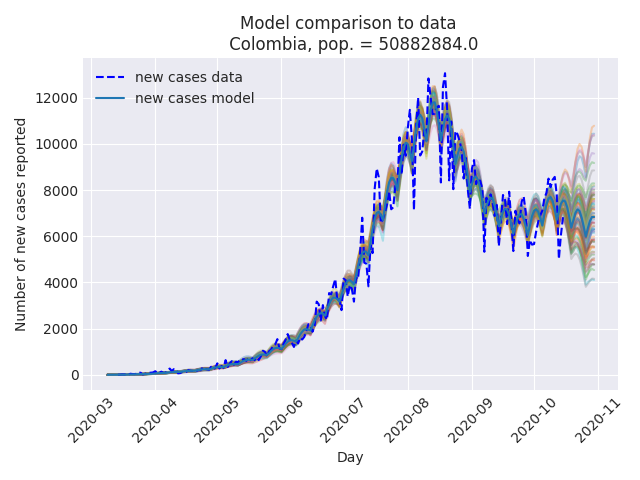 Model comparison to data
Colombia, pop. = 50882884.0
new cases data
new cases model
Number of new cases reported
12000
10000
8000
6000
4000
2000
0
2020-03
2020-04
2020-05
2020-06
2020-07
2020-08
2020-09
2020-10
2020-11
Day